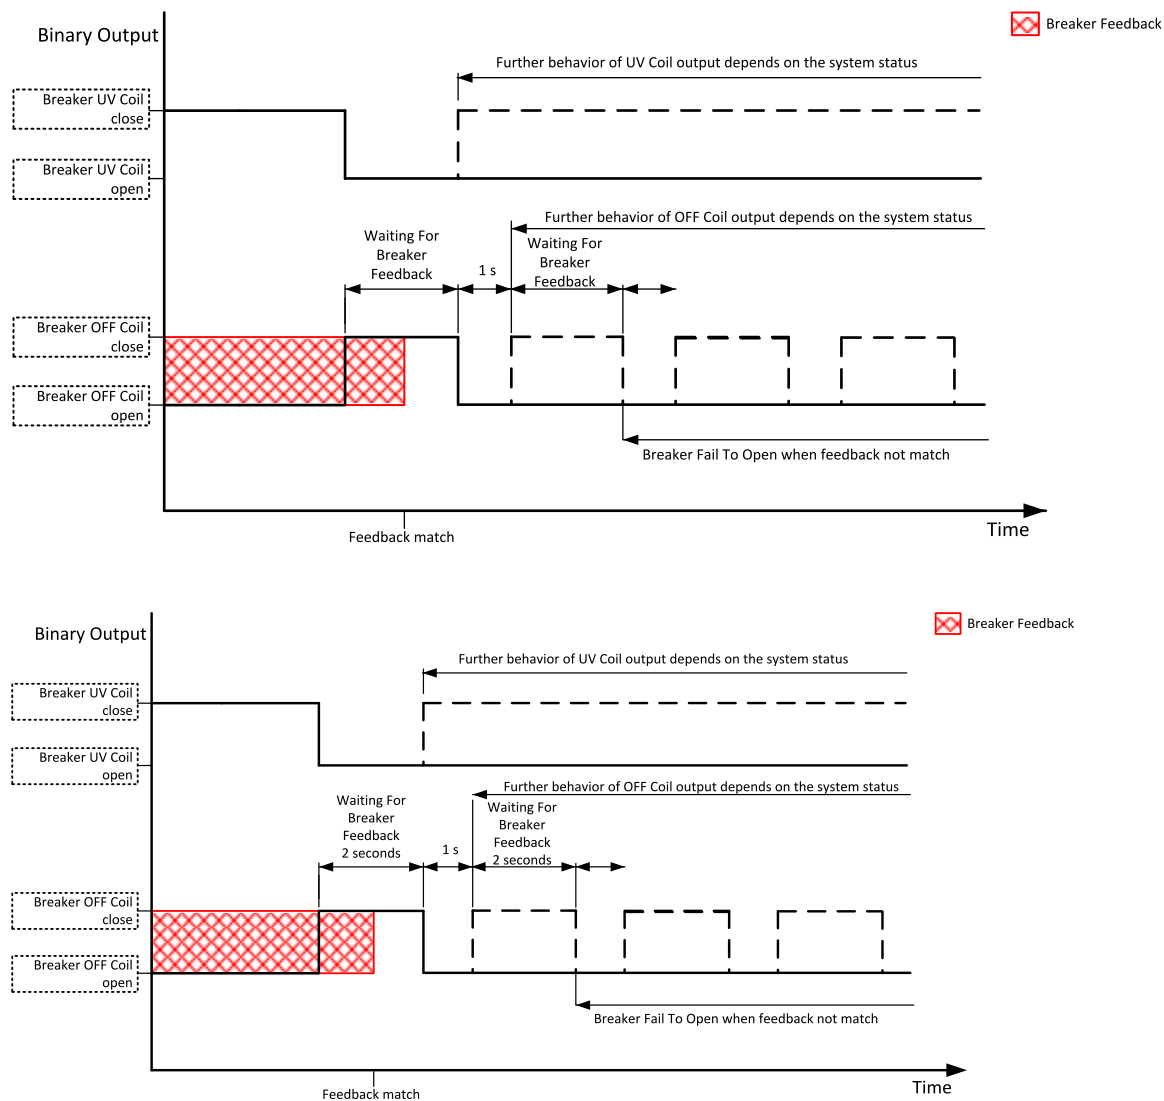 Binary Output
Breaker Feedback
Further behavior of UV Coil output depends on the system status
Breaker UV Coil
close
Breaker UV Coil
open
Further behavior of OFF Coil output depends on the system status
Waiting For
Breaker
Feedback
1 s
Waiting For
Breaker
Feedback
Breaker OFF Coil
close
Breaker OFF Coil
open
Breaker Fail To Open when feedback not match
Time
Feedback match
Binary Output
Breaker Feedback
Further behavior of UV Coil output depends on the system status
Breaker UV Coil
close
Breaker UV Coil
open
Further behavior of OFF Coil output depends on the system status
Waiting For
Breaker
Feedback
2 seconds
1 s
Waiting For
Breaker
Feedback
2 seconds
Breaker OFF Coil
close
Breaker OFF Coil
open
Breaker Fail To Open when feedback not match
Time
Feedback match